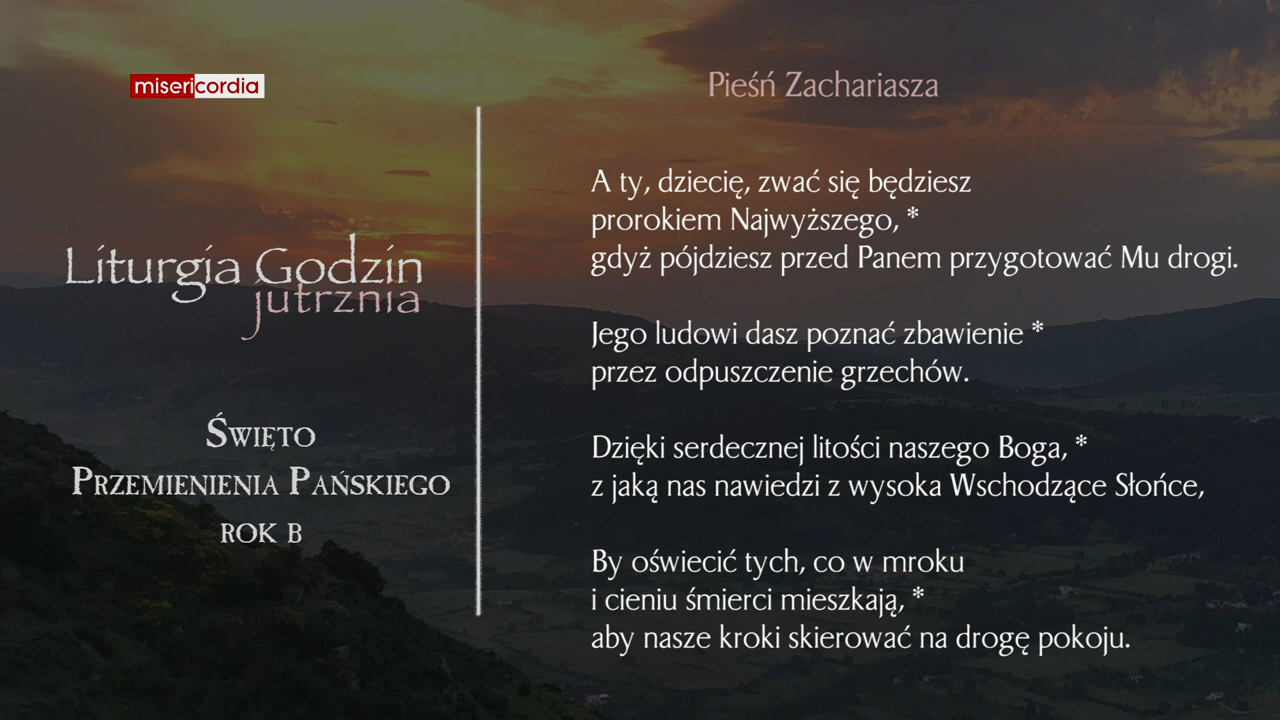 misericordia
Liturgia Godzin
jutrznia
Święto
Przemienienia Pańskiego
rok B
Pieśń Zachariasza
A ty, dziecię, zwać się będziesz
prorokiem Najwyższego, *
gdyż pójdziesz przed Panem przygotować Mu drogi.
Jego ludowi dasz poznać zbawienie *
przez odpuszczenie grzechów.
Dzięki serdecznej litości naszego Boga, *
z jaką nas nawiedzi z wysoka Wschodzące Słońce,
By oświecić tych, co w mroku
i cieniu śmierci mieszkają, *
aby nasze kroki skierować na drogę pokoju.